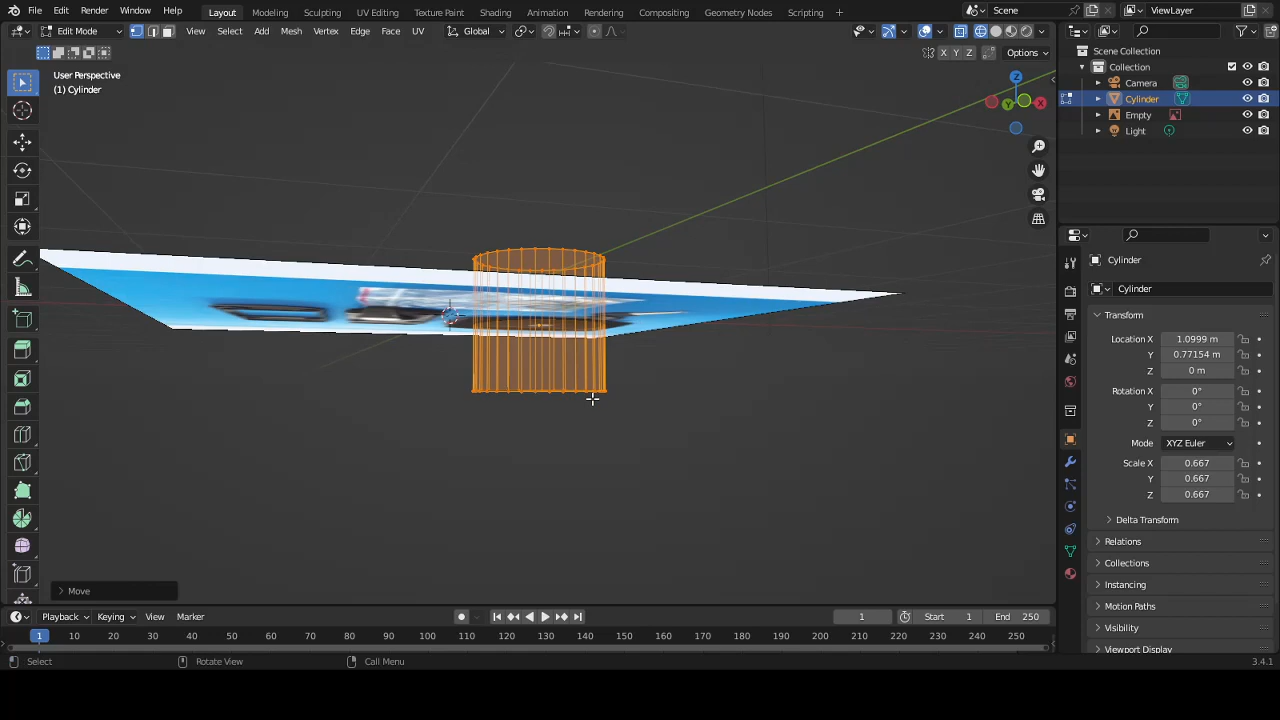 File Edit Render Window Help Layout Modeling Sculpting UV Editing Texture Paint Shading Animation Rendering Compositing Geometry Nodes Scripting + Scene ViewLayer
Edit Mode View Select Add Mesh Vertex Edge Face UV Global
X Y Z Options
User Perspective
(1) Cylinder
Z
Y X
Move
Scene Collection
Collection
Camera
Cylinder
Empty
Light
Cylinder
Cylinder
Transform
Location X 1.0999 m
Y 0.77154 m
Z 0 m
Rotation X 0°
Y 0°
Z 0°
Mode XYZ Euler
Scale X 0.667
Y 0.667
Z 0.667
Delta Transform
Relations
Collections
Instancing
Motion Paths
Visibility
Viewport Display
Playback Keying View Marker 1 Start 1 End 250
1 10 20 30 40 50 60 70 80 90 100 110 120 130 140 150 160 170 180 190 200 210 220 230 240 250
Select Rotate View Call Menu 3.4.1